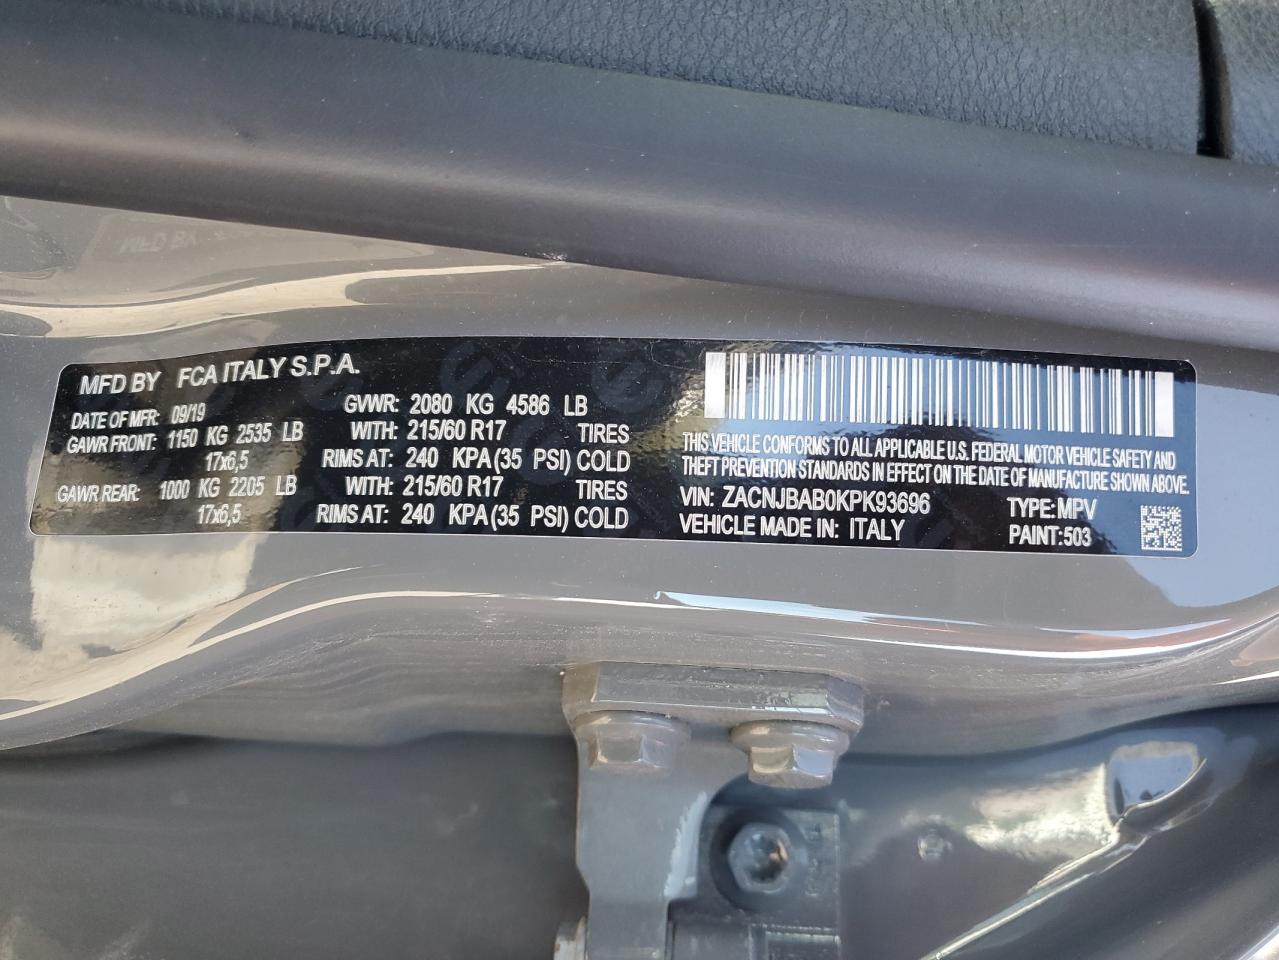 MFD BY FCA ITALY S.P.A.
DATE OF MFR: 09/19 GVWR: 2080 KG 4586 LB
GAWR FRONT: 1150 KG 2535 LB WITH: 215/60 R17 TIRES
17x6,5 RIMS AT: 240 KPA(35 PSI) COLD
GAWR REAR: 1000 KG 2205 LB WITH: 215/60 R17 TIRES
17x6,5 RIMS AT: 240 KPA(35 PSI) COLD
THIS VEHICLE CONFORMS TO ALL APPLICABLE U.S. FEDERAL MOTOR VEHICLE SAFETY AND
THEFT PREVENTION STANDARDS IN EFFECT ON THE DATE OF MANUFACTURE SHOWN ABOVE.
VIN: ZACNJBAB0KPK93696 TYPE: MPV
VEHICLE MADE IN: ITALY PAINT: 503